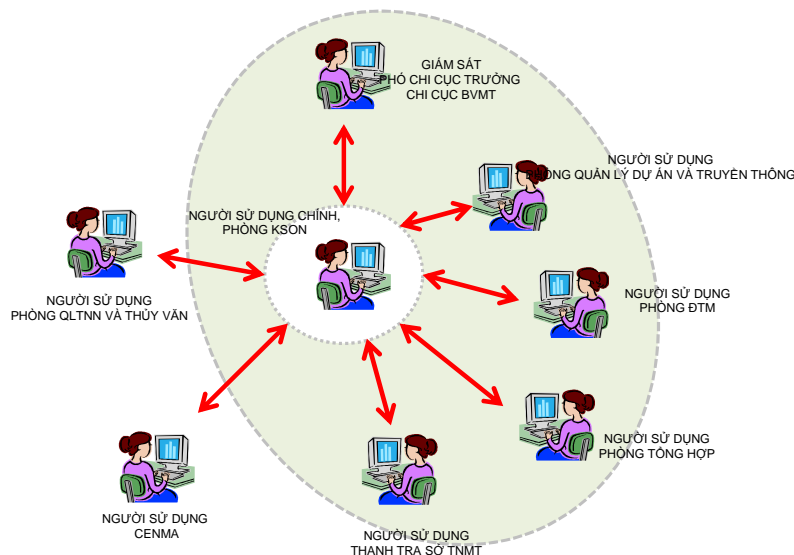 GIÁM SÁT
PHÓ CHI CỤC TRƯỞNG
CHI CỤC BVMT
NGƯỜI SỬ DỤNG
PHÒNG QUẢN LÝ DỰ ÁN VÀ TRUYỀN THÔNG
NGƯỜI SỬ DỤNG CHÍNH,
PHÒNG KSON
NGƯỜI SỬ DỤNG
PHÒNG QLTNN VÀ THỦY VĂN
NGƯỜI SỬ DỤNG
PHÒNG ĐTM
NGƯỜI SỬ DỤNG
PHÒNG TỔNG HỢP
NGƯỜI SỬ DỤNG
CENMA
NGƯỜI SỬ DỤNG
THANH TRA SỞ TNMT